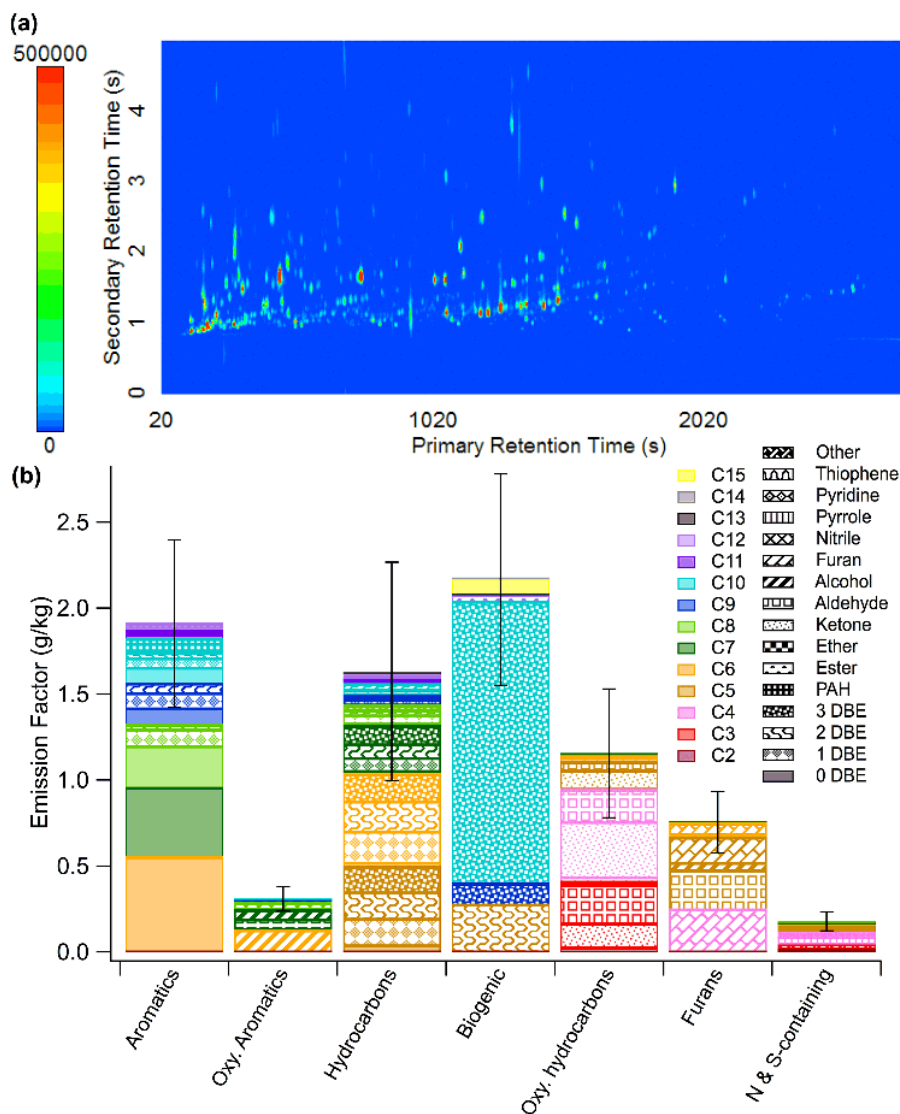 (a)
500000
0
Secondary Retention Time (s)
4
3
2
1
0
20 1020 2020
Primary Retention Time (s)
(b)
Emission Factor (g/kg)
2.5
2.0
1.5
1.0
0.5
0.0
C15
C14
C13
C12
C11
C10
C9
C8
C7
C6
C5
C4
C3
C2
Other
Thiophene
Pyridine
Pyrrole
Nitrile
Furan
Alcohol
Aldehyde
Ketone
Ether
Ester
PAH
3 DBE
2 DBE
1 DBE
0 DBE
Aromatics
Oxy. Aromatics
Hydrocarbons
Biogenic
Oxy. hydrocarbons
Furans
N & S-containing